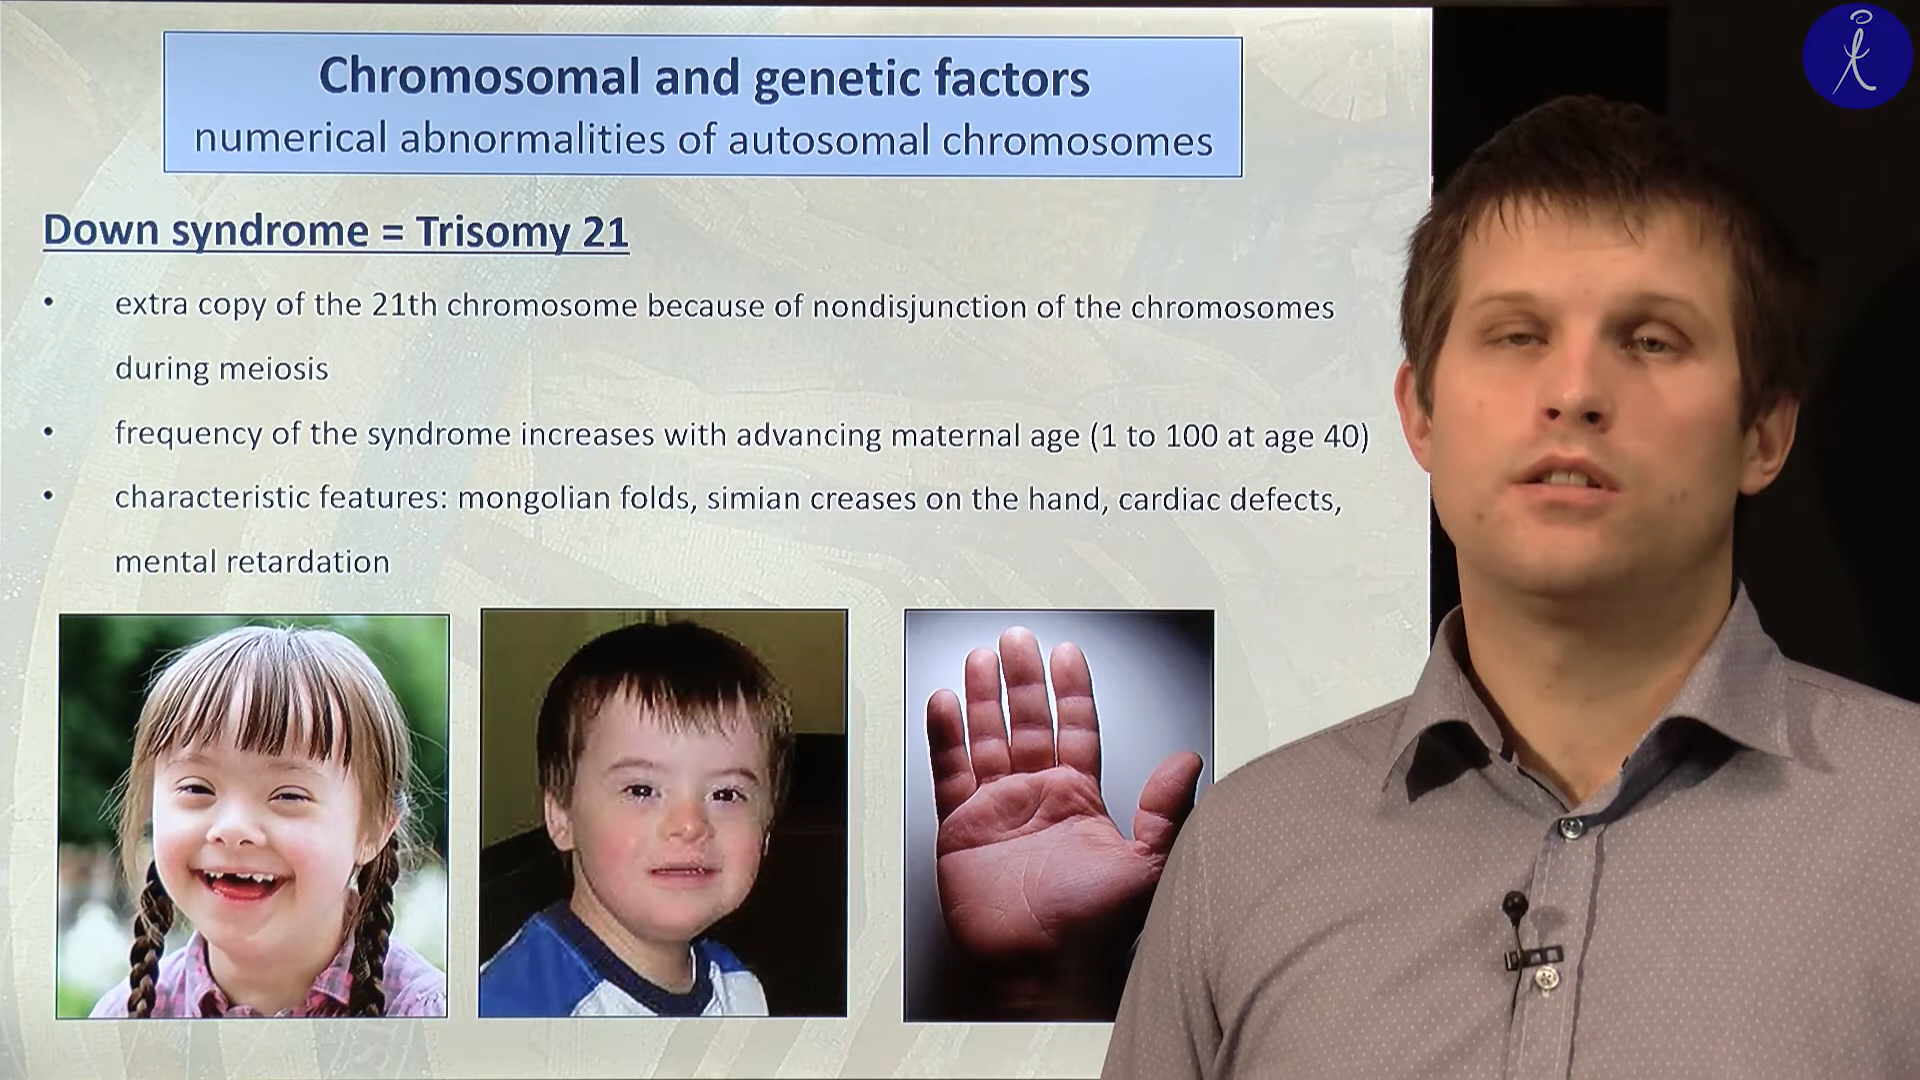 Chromosomal and genetic factors
numerical abnormalities of autosomal chromosomes
Down syndrome = Trisomy 21
• extra copy of the 21th chromosome because of nondisjunction of the chromosomes
during meiosis
• frequency of the syndrome increases with advancing maternal age (1 to 100 at age 40)
• characteristic features: mongolian folds, simian creases on the hand, cardiac defects,
mental retardation